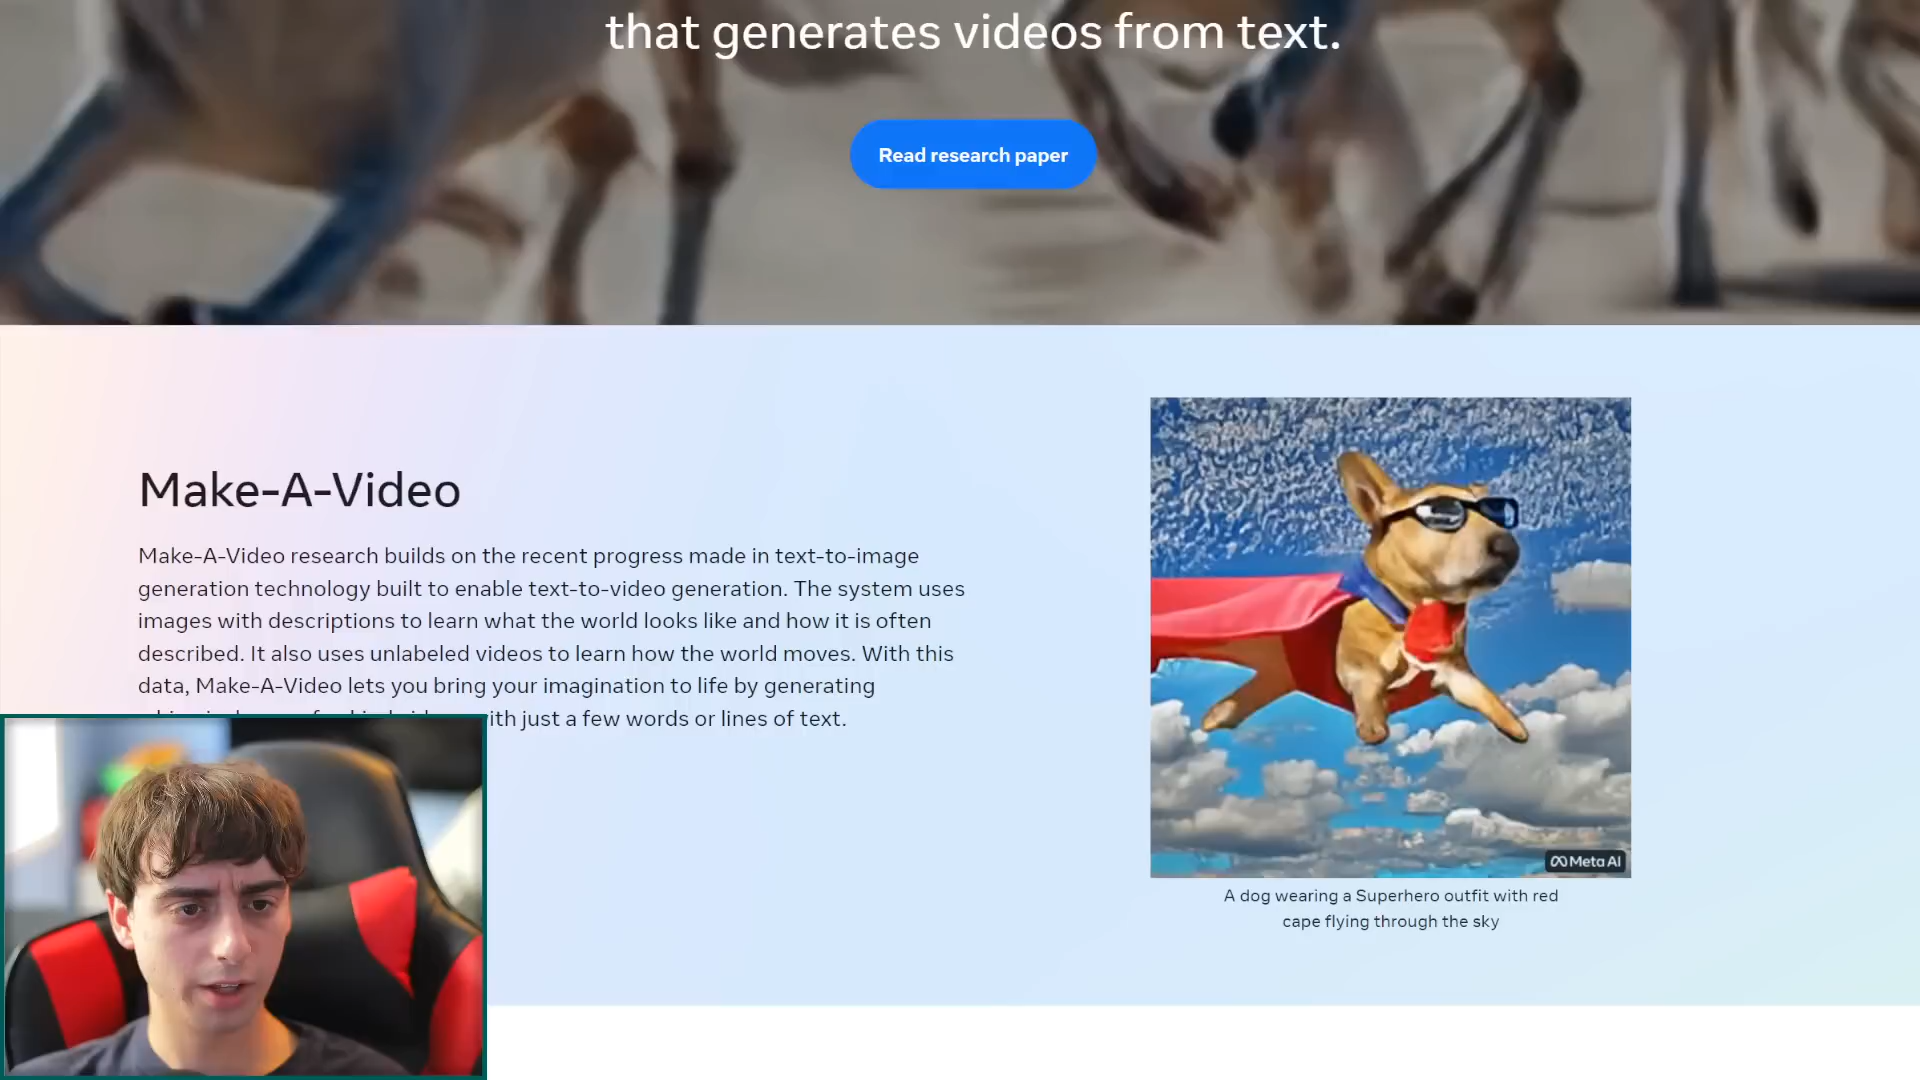 that generates videos from text.
Read research paper
Make-A-Video
Make-A-Video research builds on the recent progress made in text-to-image
generation technology built to enable text-to-video generation. The system uses
images with descriptions to learn what the world looks like and how it is often
described. It also uses unlabeled videos to learn how the world moves. With this
data, Make-A-Video lets you bring your imagination to life by generating
with just a few words or lines of text.
Meta AI
A dog wearing a Superhero outfit with red
cape flying through the sky